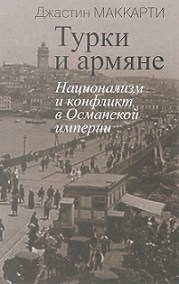 Джастин МАККАРТИ
Турки
и армяне
Национализм
и конфликт
в Османской
империи